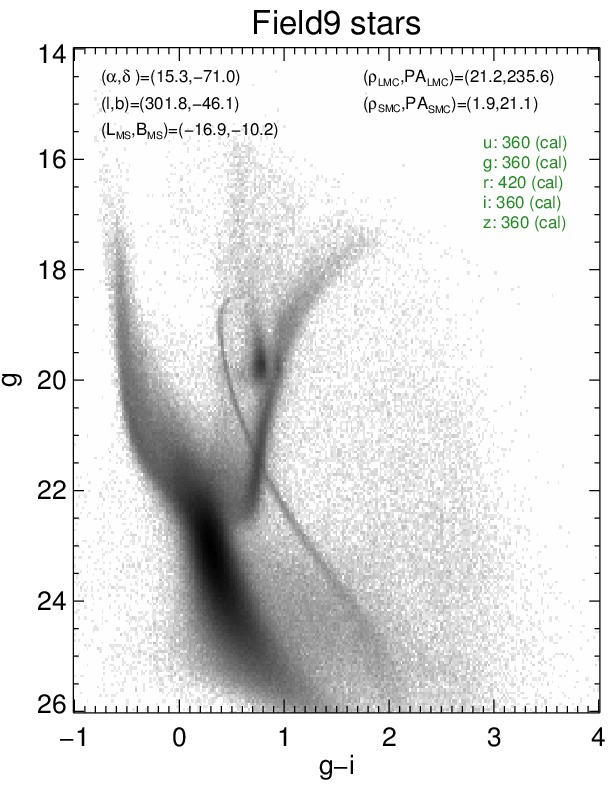 Field9 stars
(α,δ )=(15.3,−71.0)
(l,b)=(301.8,−46.1)
(LMS,BMS)=(−16.9,−10.2)
(ρLMC,PALMC)=(21.2,235.6)
(ρSMC,PASMC)=(1.9,21.1)
u: 360 (cal)
g: 360 (cal)
r: 420 (cal)
i: 360 (cal)
z: 360 (cal)
14
16
18
20
22
24
26
g
−1 0 1 2 3 4
g−i